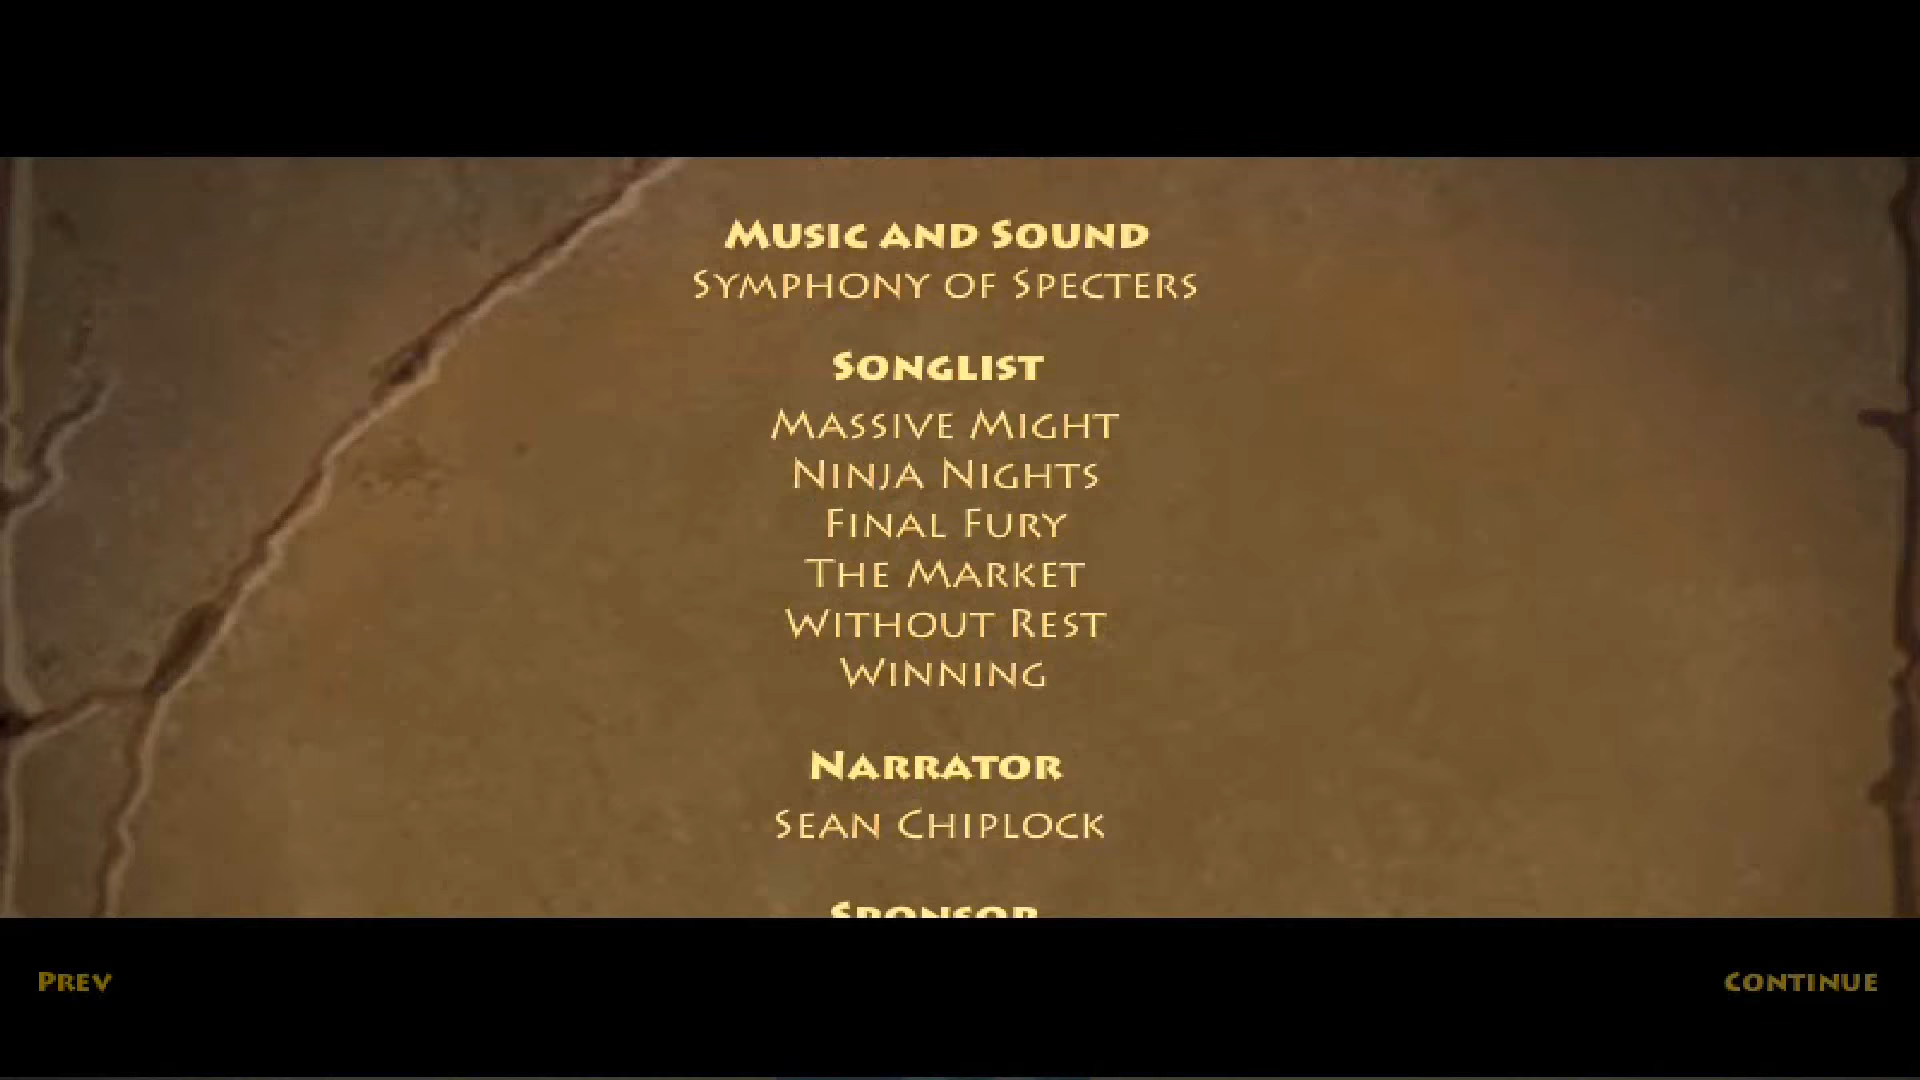 Music and Sound
Symphony of Specters
Songlist
Massive Might
Ninja Nights
Final Fury
The Market
Without Rest
Winning
Narrator
Sean Chiplock
Sponsor
Prev
Continue